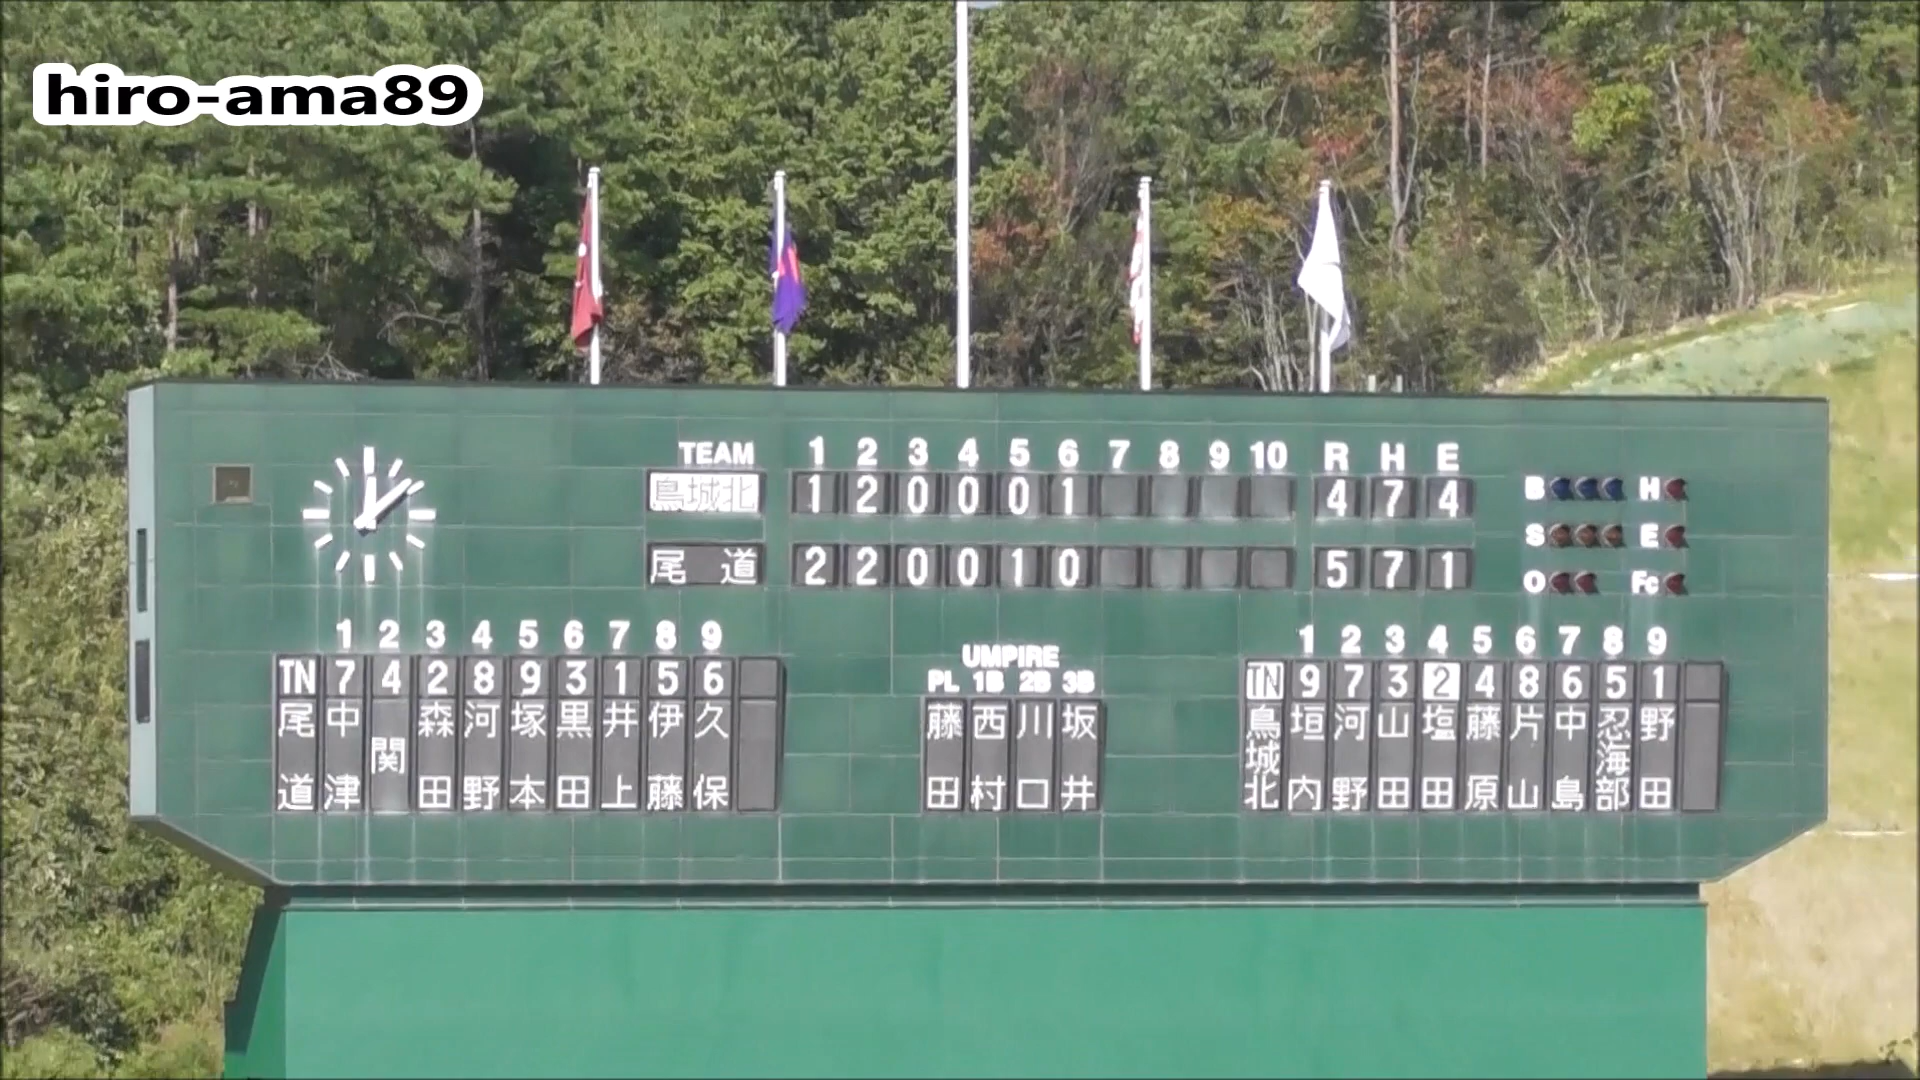 hiro-ama89
TEAM 1 2 3 4 5 6 7 8 9 10 R H E
鳥城北 1 2 0 0 0 1 4 7 4
尾道 2 2 0 0 1 0 5 7 1
B H
S E
O Fc
1 2 3 4 5 6 7 8 9
TN 7 4 2 8 9 3 1 5 6
尾道
中津
関
森田
河野
塚本
黒田
井上
伊藤
久保
UMPIRE
PL 1B 2B 3B
藤田
西村
川口
坂井
1 2 3 4 5 6 7 8 9
TN 9 7 3 2 4 8 6 5 1
鳥城北
垣内
河野
山田
塩田
藤原
片山
中島
忍海部
野田